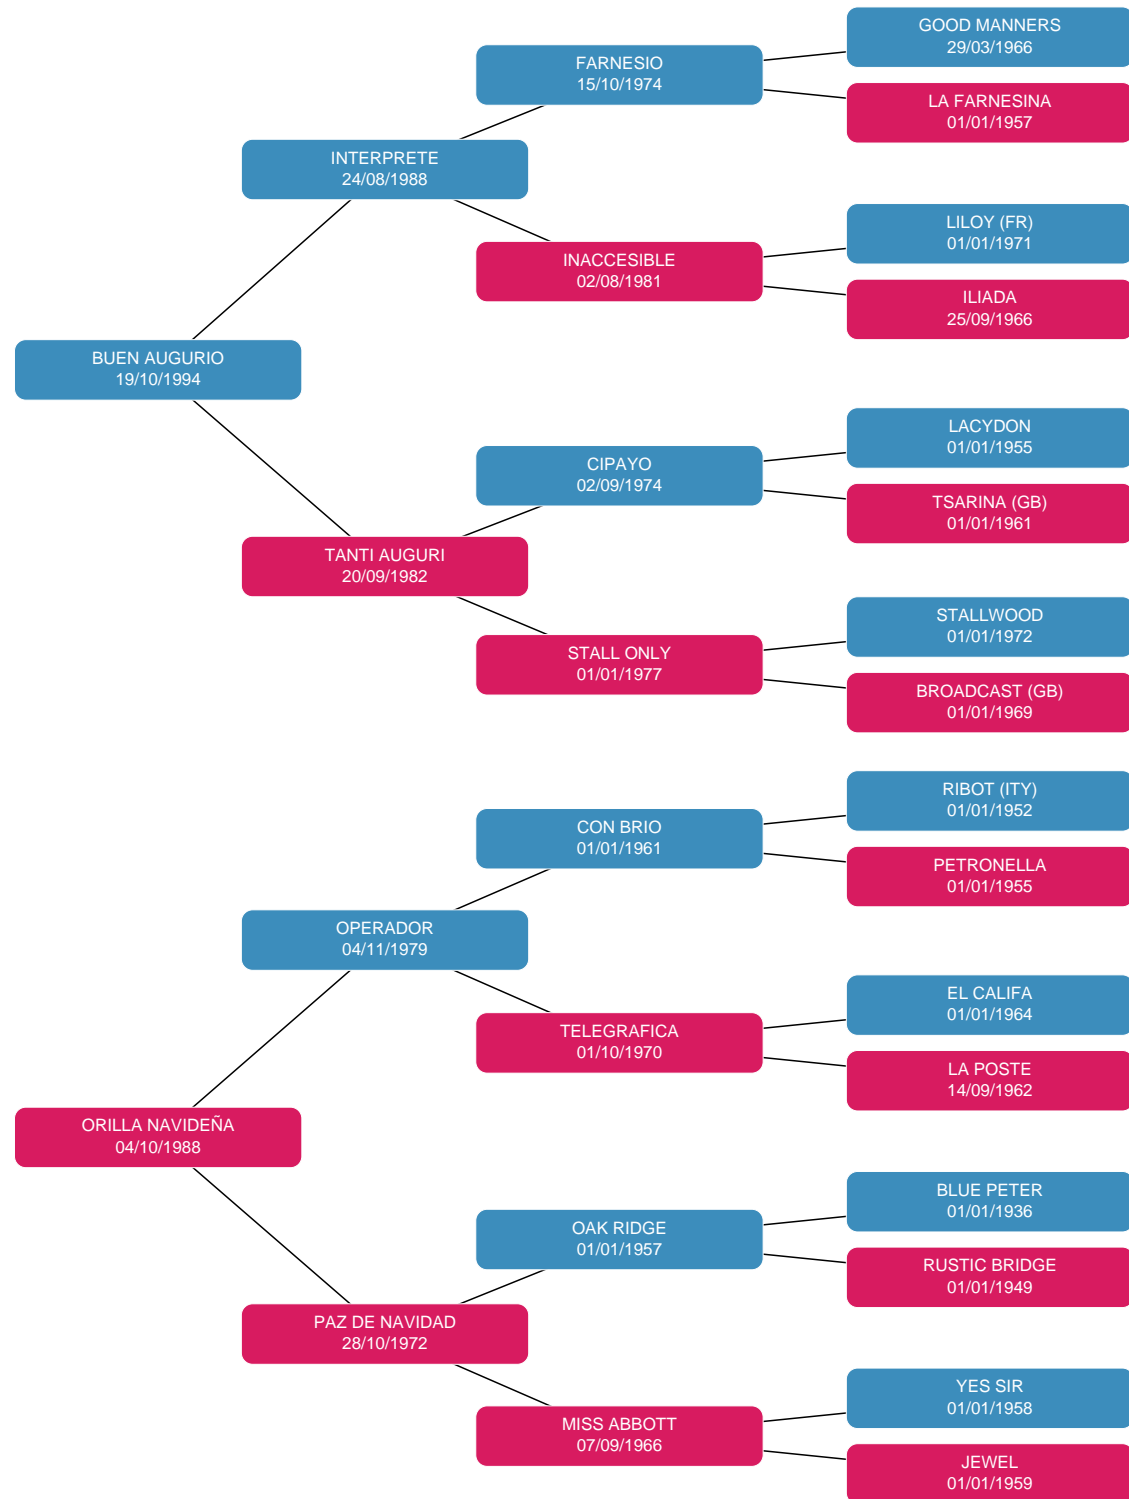 GOOD MANNERS
29/03/1966
FARNESIO
15/10/1974
LA FARNESINA
01/01/1957
INTERPRETE
24/08/1988
LILOY (FR)
01/01/1971
INACCESIBLE
02/08/1981
ILIADA
25/09/1966
BUEN AUGURIO
19/10/1994
LACYDON
01/01/1955
CIPAYO
02/09/1974
TSARINA (GB)
01/01/1961
TANTI AUGURI
20/09/1982
STALLWOOD
01/01/1972
STALL ONLY
01/01/1977
BROADCAST (GB)
01/01/1969
RIBOT (ITY)
01/01/1952
CON BRIO
01/01/1961
PETRONELLA
01/01/1955
OPERADOR
04/11/1979
EL CALIFA
01/01/1964
TELEGRAFICA
01/10/1970
LA POSTE
14/09/1962
ORILLA NAVIDEÑA
04/10/1988
BLUE PETER
01/01/1936
OAK RIDGE
01/01/1957
RUSTIC BRIDGE
01/01/1949
PAZ DE NAVIDAD
28/10/1972
YES SIR
01/01/1958
MISS ABBOTT
07/09/1966
JEWEL
01/01/1959